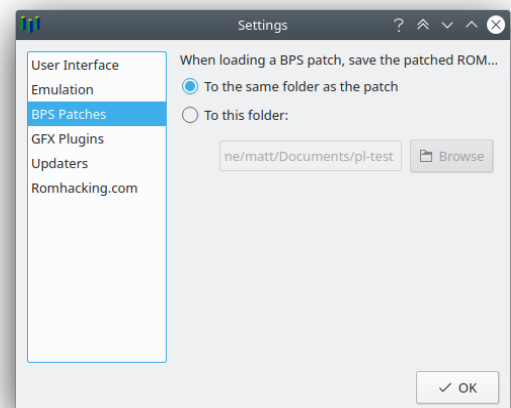 Settings
User Interface
Emulation
BPS Patches
GFX Plugins
Updaters
Romhacking.com
When loading a BPS patch, save the patched ROM...
To the same folder as the patch
To this folder:
ne/matt/Documents/pl-test
Browse
OK